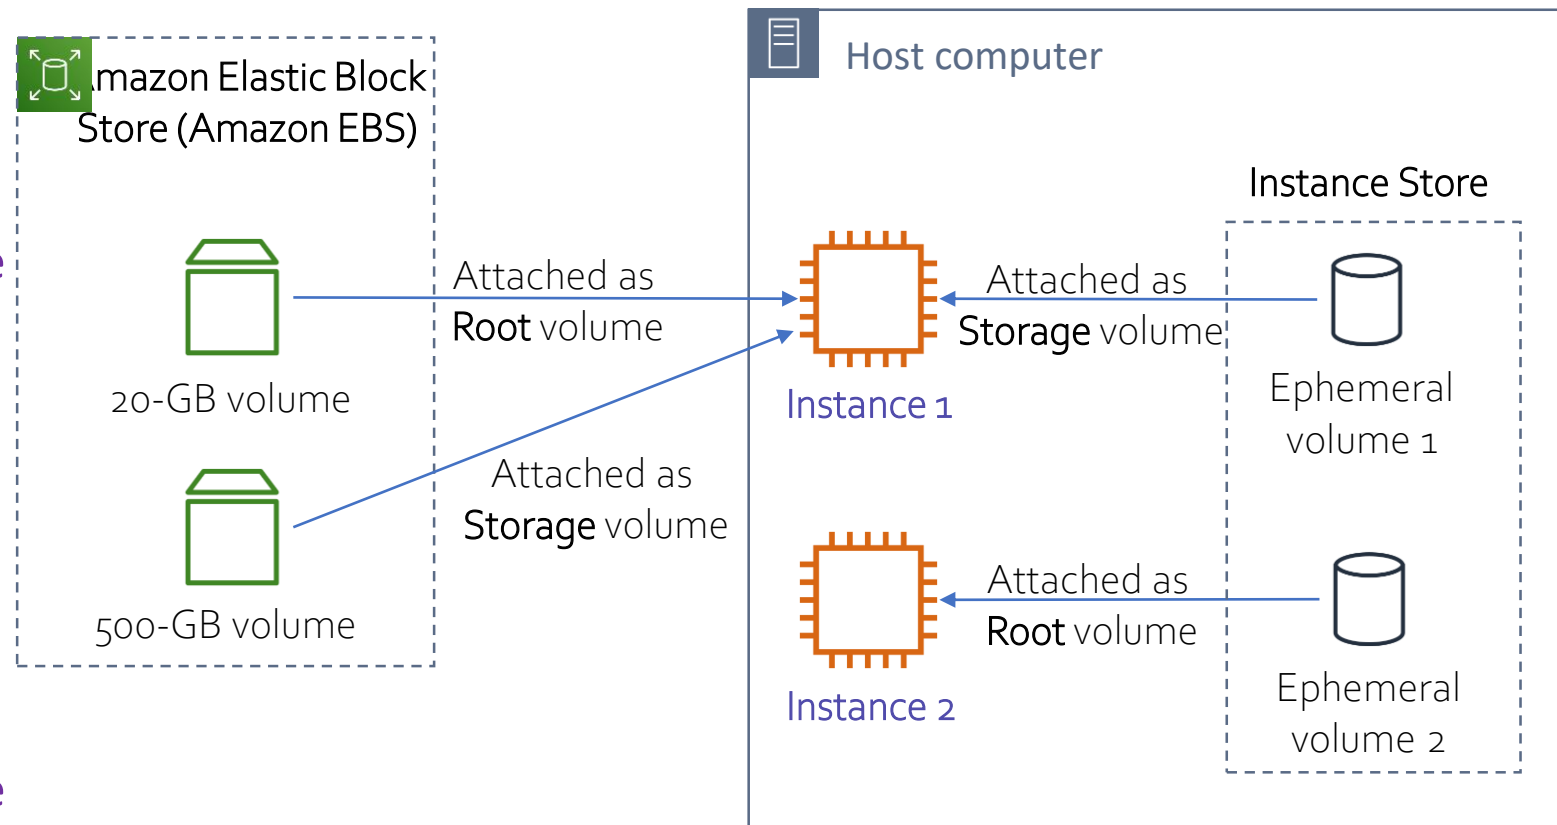 Amazon Elastic Block
Store (Amazon EBS)
20-GB volume
500-GB volume
Attached as
Root volume
Attached as
Storage volume
Host computer
Instance 1
Instance 2
Attached as
Storage volume
Attached as
Root volume
Instance Store
Ephemeral
volume 1
Ephemeral
volume 2
e
e